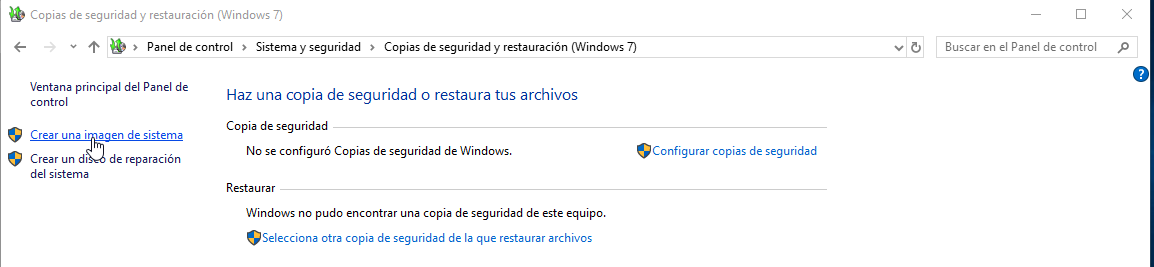 Copias de seguridad y restauración (Windows 7)
Panel de control Sistema y seguridad Copias de seguridad y restauración (Windows 7)
Buscar en el Panel de control
?
Ventana principal del Panel de
control
Crear una imagen de sistema
Crear un disco de reparación
del sistema
Haz una copia de seguridad o restaura tus archivos
Copia de seguridad
No se configuró Copias de seguridad de Windows.
Configurar copias de seguridad
Restaurar
Windows no pudo encontrar una copia de seguridad de este equipo.
Selecciona otra copia de seguridad de la que restaurar archivos